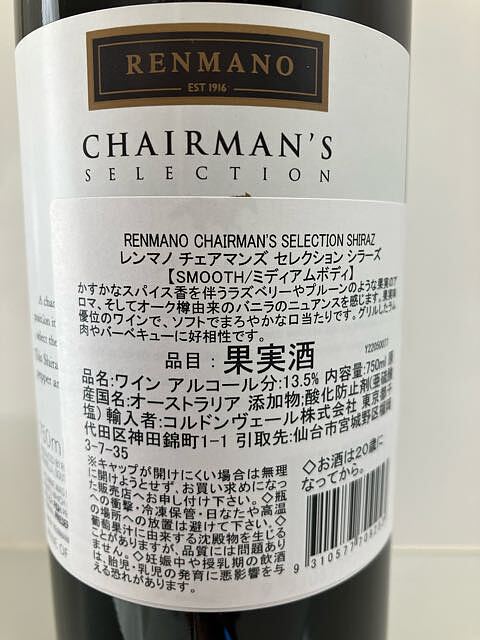 RENMANO
EST 1916
CHAIRMAN'S
SELECTION
RENMANO CHAIRMAN'S SELECTION SHIRAZ
レンマノ チェアマンズ セレクション シラーズ
【SMOOTH/ミディアムボディ】
かすかなスパイス香を伴うラズベリーやプルーンのような果実のア
ロマ、そしてオーク樽由来のバニラのニュアンスを感じます。果実味
優位のワインで、ソフトでまろやかな口当たりです。グリルしたラム
肉やバーベキューに好相性です。
Y22050077
品目:果実酒
品名:ワイン アルコール分:13.5% 内容量:750ml 原
産国名:オーストラリア 添加物:酸化防止剤(亜硫酸
塩) 輸入者:コルドンヴェール株式会社 東京都千
代田区神田錦町1-1 引取先:仙台市宮城野区福室
3-7-35
※キャップが開けにくい場合は無理
に開けようとせず、お買い求めになっ
た販売店へお申し付け下さい。◇瓶
への衝撃・冷凍保管・日なたや高温
の場所への放置は避けて下さい。◇
葡萄果汁に由来する沈殿物を生じる
ことがありますが、品質には問題あり
ません。◇妊娠中や授乳期の飲酒
は、胎児・乳児の発育に悪影響を与
える恐れがあります。
◇お酒は20歳に
なってから。